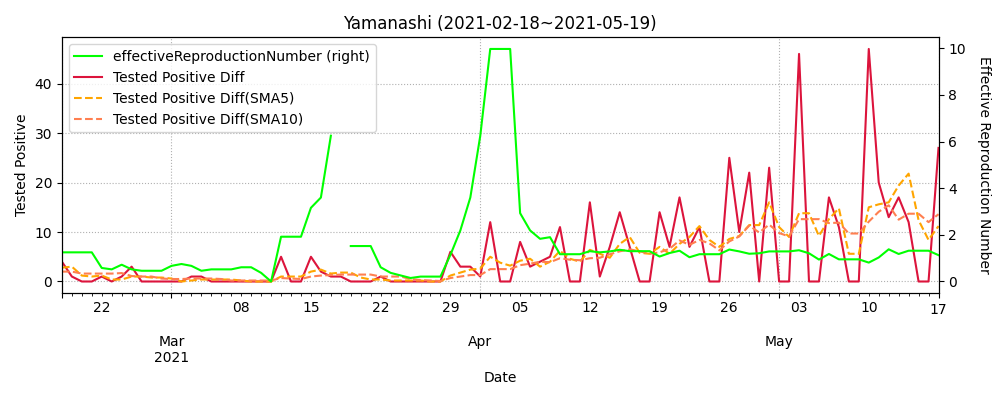 Yamanashi (2021-02-18~2021-05-19)
effectiveReproductionNumber (right)
Tested Positive Diff
Tested Positive Diff(SMA5)
Tested Positive Diff(SMA10)
Tested Positive
40
30
20
10
0
Effective Reproduction Number
10
8
6
4
2
0
22 08 15 22 29 05 12 19 26 03 10 17
Mar Apr May
2021
Date